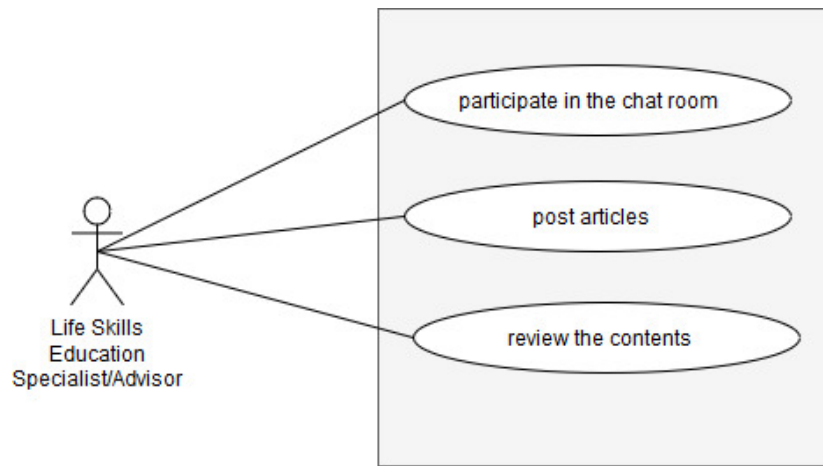 participate in the chat room
post articles
review the contents
Life Skills
Education
Specialist/Advisor